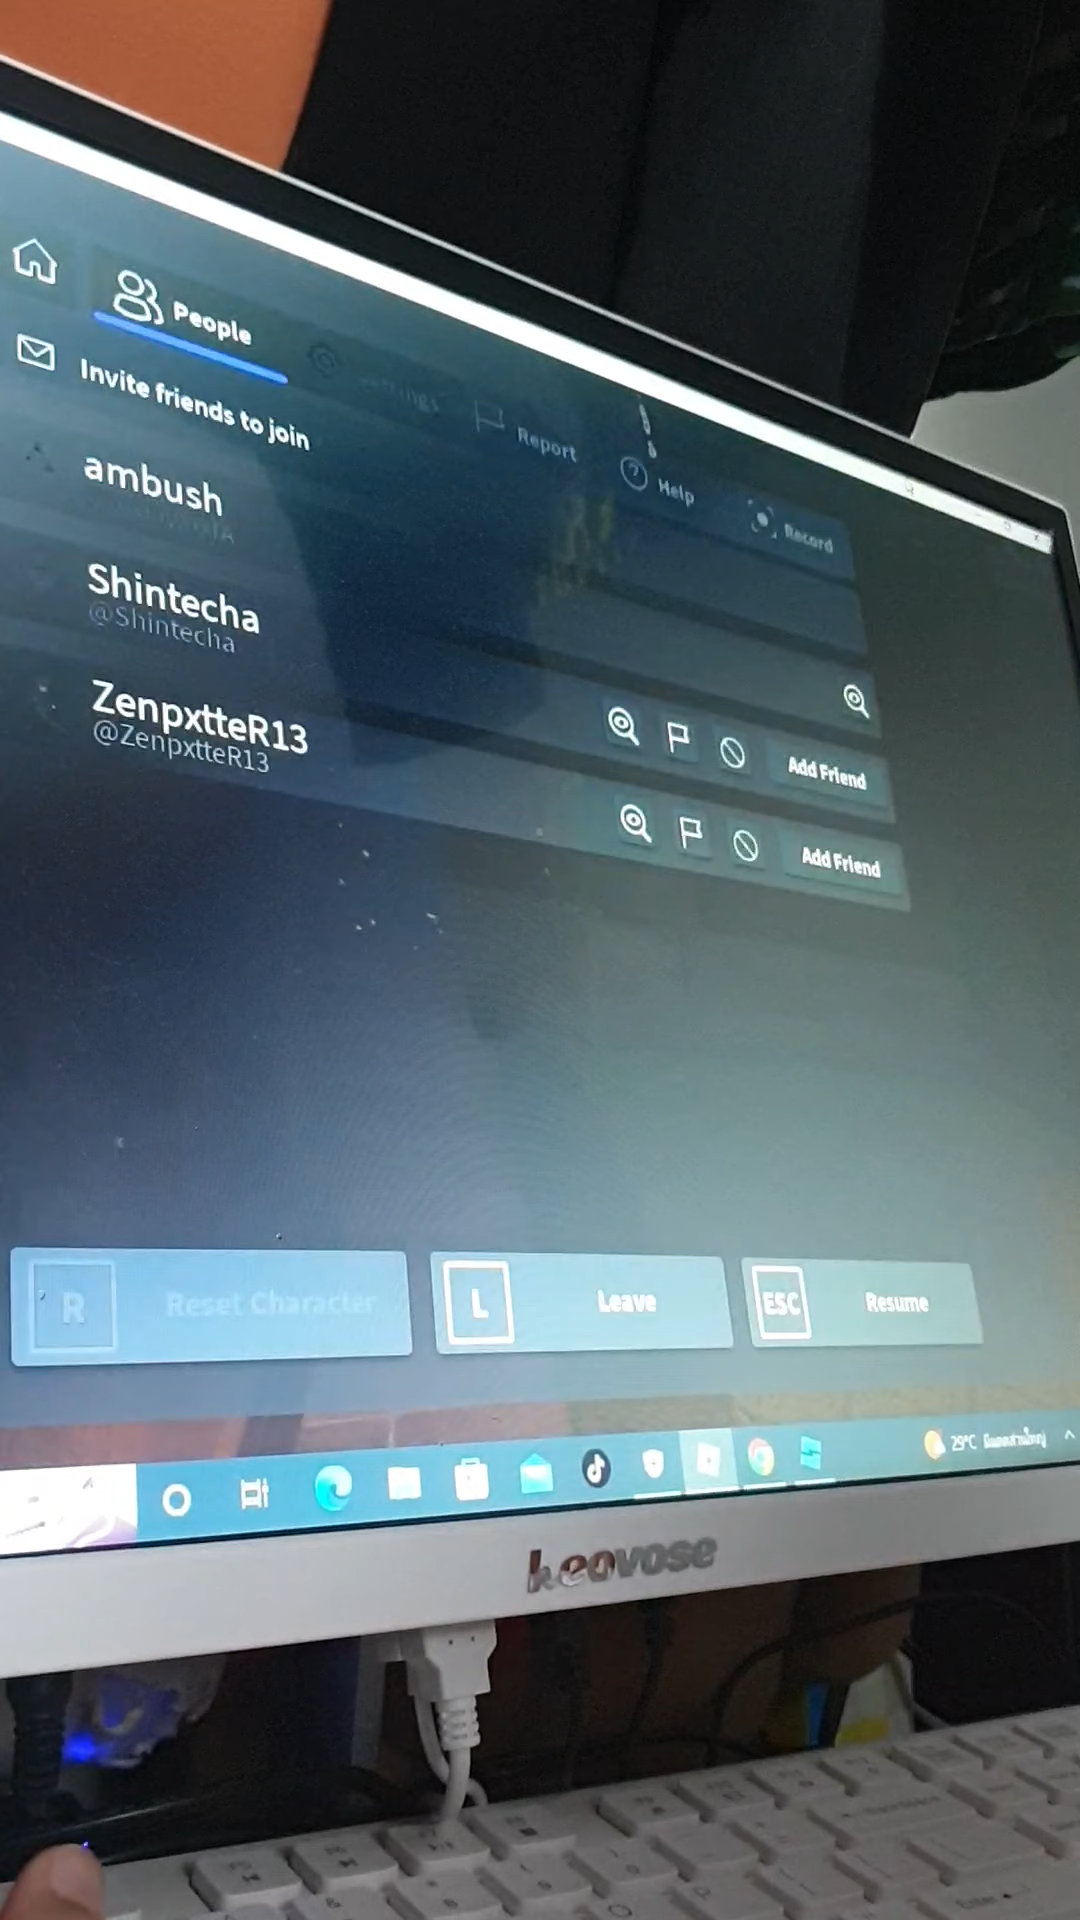 People
Report
Help
Record
Invite friends to join
ambush
Shintecha
@Shintecha
ZenpxtteR13
@ZenpxtteR13
Add Friend
Add Friend
R
Reset Character
L
Leave
ESC
Resume
29°C
keovose
Enter